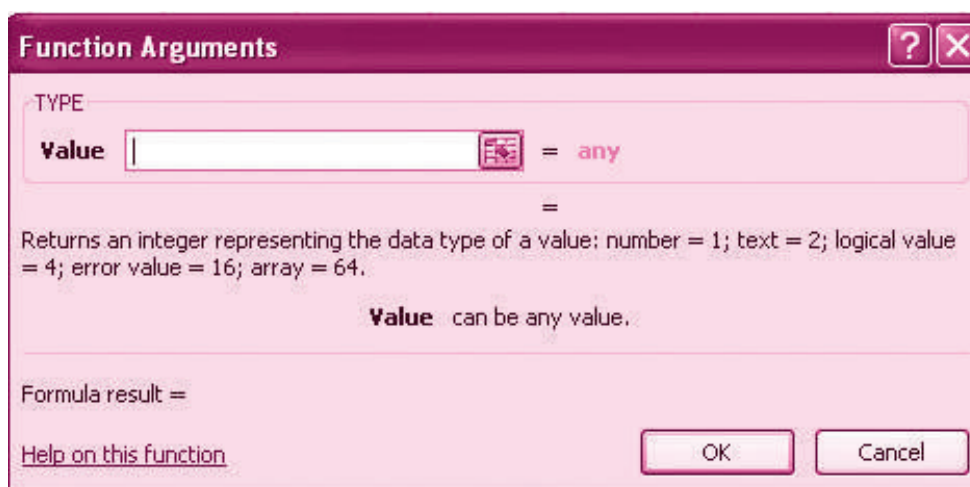 Function Arguments
TYPE
Value = any
=
Returns an integer representing the data type of a value: number = 1; text = 2; logical value
= 4; error value = 16; array = 64.
Value can be any value.
Formula result =
Help on this function
OK Cancel